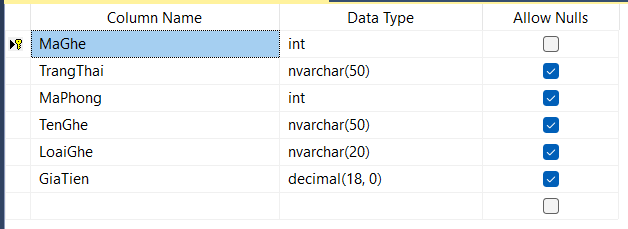 Column Name Data Type Allow Nulls
MaGhe int
TrangThai nvarchar(50)
MaPhong int
TenGhe nvarchar(50)
LoaiGhe nvarchar(20)
GiaTien decimal(18, 0)